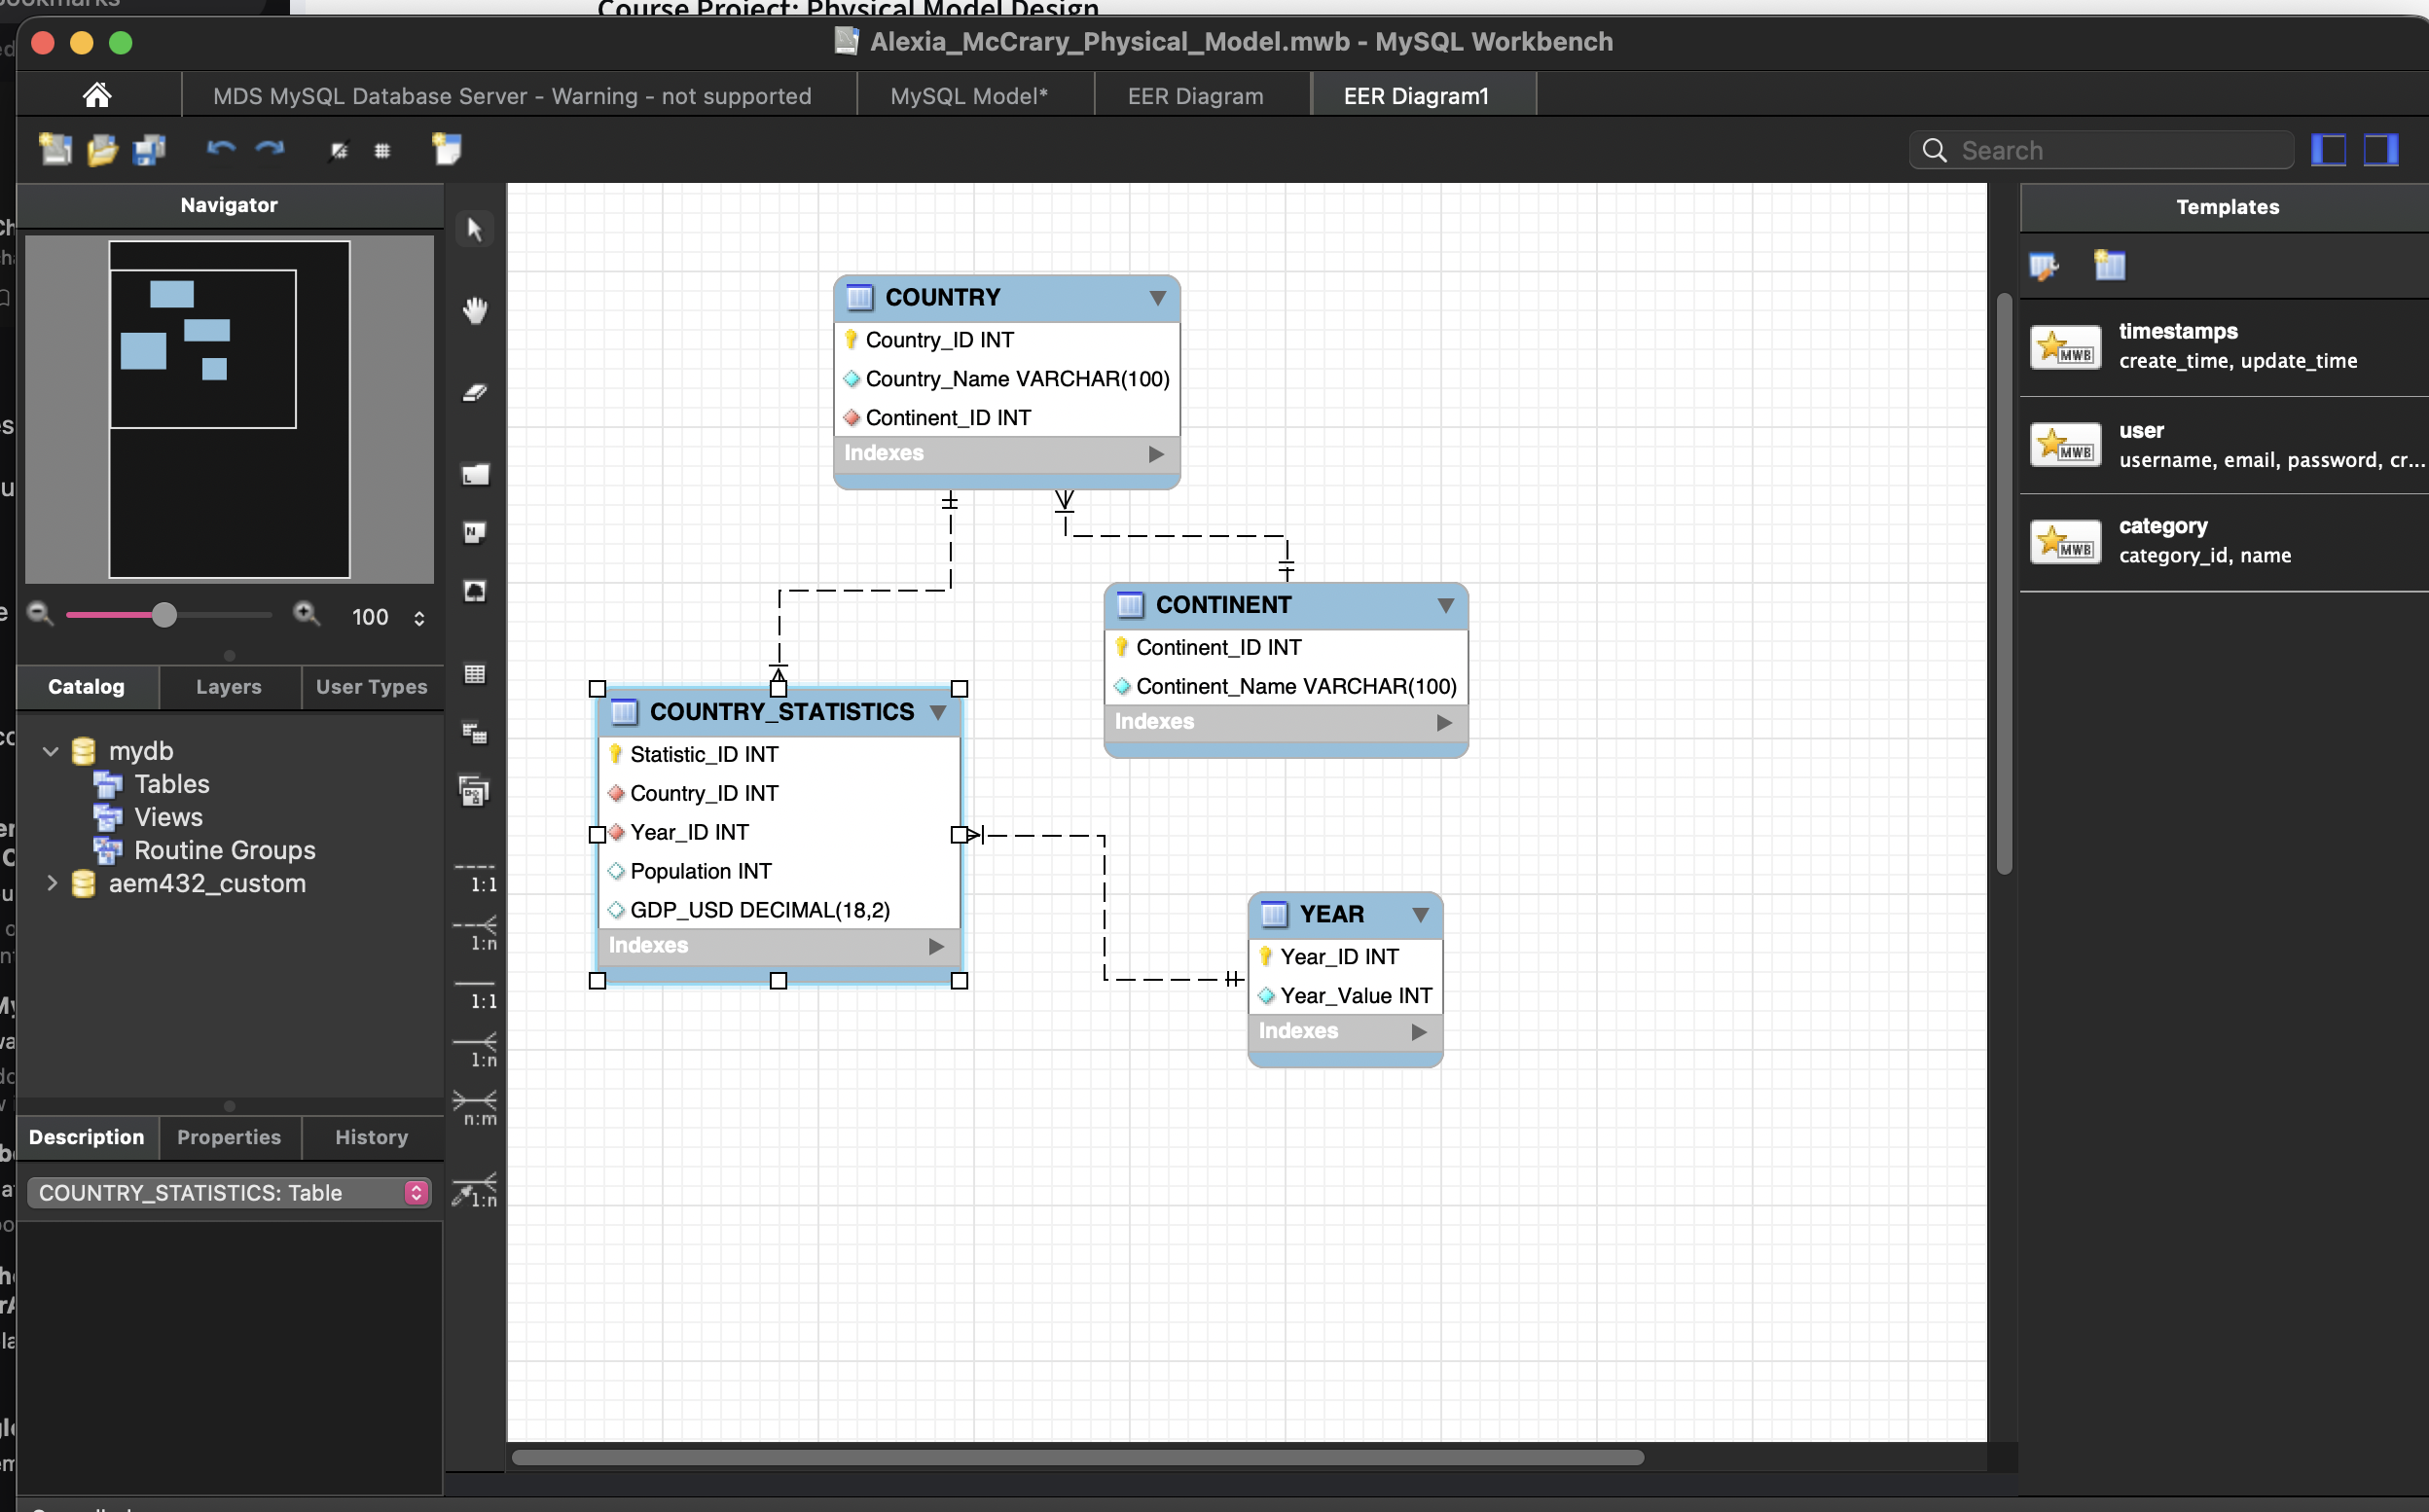 Course Project: Physical Model Design
Alexia_McCrary_Physical_Model.mwb - MySQL Workbench
MDS MySQL Database Server - Warning - not supported
MySQL Model*
EER Diagram
EER Diagram1
Search
Navigator
Templates
timestamps
create_time, update_time
user
username, email, password, cr...
category
category_id, name
100
Catalog
Layers
User Types
mydb
Tables
Views
Routine Groups
aem432_custom
Description
Properties
History
COUNTRY_STATISTICS: Table
1:1
1:n
1:1
1:n
n:m
1:n
COUNTRY
Country_ID INT
Country_Name VARCHAR(100)
Continent_ID INT
Indexes
CONTINENT
Continent_ID INT
Continent_Name VARCHAR(100)
Indexes
COUNTRY_STATISTICS
Statistic_ID INT
Country_ID INT
Year_ID INT
Population INT
GDP_USD DECIMAL(18,2)
Indexes
YEAR
Year_ID INT
Year_Value INT
Indexes